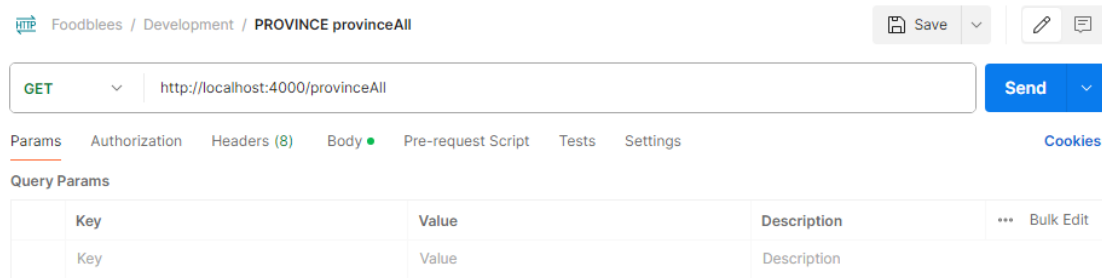 HTTP Foodblees / Development / PROVINCE provinceAll Save
GET http://localhost:4000/provinceAll Send
Params Authorization Headers (8) Body Pre-request Script Tests Settings Cookies
Query Params
Key Value Description ••• Bulk Edit
Key Value Description